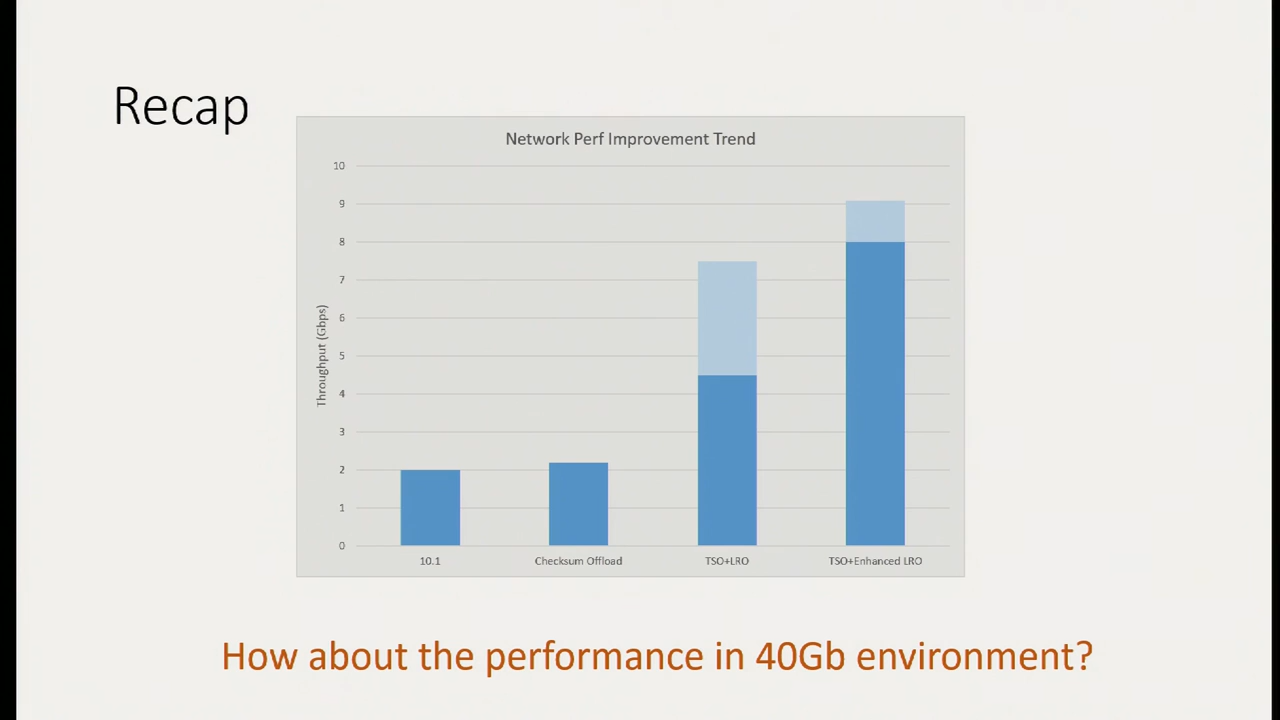 Recap
Network Perf Improvement Trend
10
9
8
7
6
5
4
3
2
1
0
Throughput (Gbps)
10.1
Checksum Offload
TSO+LRO
TSO+Enhanced LRO
How about the performance in 40Gb environment?